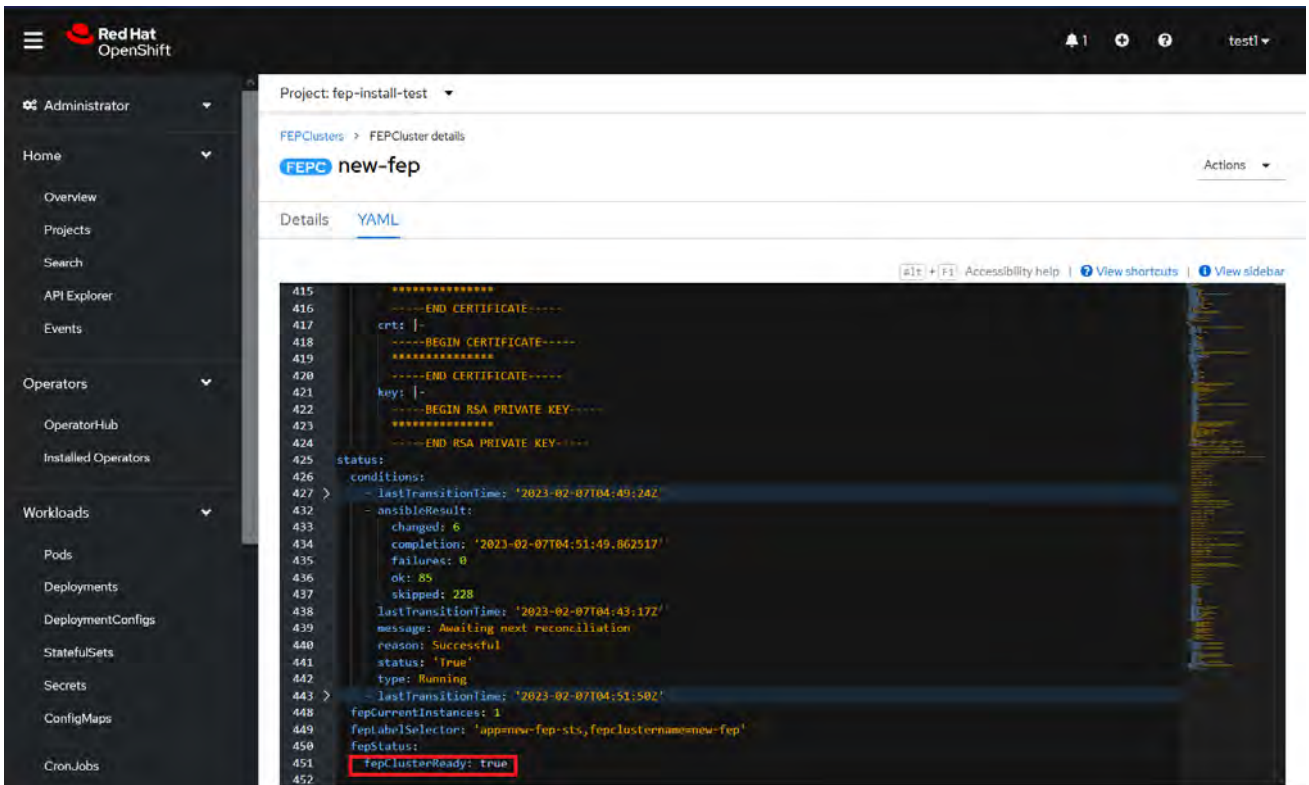 Red Hat
OpenShift
1
test1
Administrator
Home
Overview
Projects
Search
API Explorer
Events
Operators
OperatorHub
Installed Operators
Workloads
Pods
Deployments
DeploymentConfigs
StatefulSets
Secrets
ConfigMaps
CronJobs
Project: fep-install-test
FEPClusters > FEPCluster details
FEPC new-fep
Actions
Details YAML
Alt + F1 Accessibility help | View shortcuts | View sidebar
415 ***************
416 -----END CERTIFICATE-----
417 crt: |-
418 -----BEGIN CERTIFICATE-----
419 ***************
420 -----END CERTIFICATE-----
421 key: |-
422 -----BEGIN RSA PRIVATE KEY-----
423 ***************
424 -----END RSA PRIVATE KEY-----
425 status:
426 conditions:
427 > - lastTransitionTime: '2023-02-07T04:49:24Z'
432 - ansibleResult:
433 changed: 6
434 completion: '2023-02-07T04:51:49.862517'
435 failures: 0
436 ok: 85
437 skipped: 228
438 lastTransitionTime: '2023-02-07T04:43:17Z'
439 message: Awaiting next reconciliation
440 reason: Successful
441 status: 'True'
442 type: Running
443 > - lastTransitionTime: '2023-02-07T04:51:50Z'
448 fepCurrentInstances: 1
449 fepLabelSelector: 'app=new-fep-sts,fepclustername=new-fep'
450 fepStatus:
451 fepClusterReady: true
452